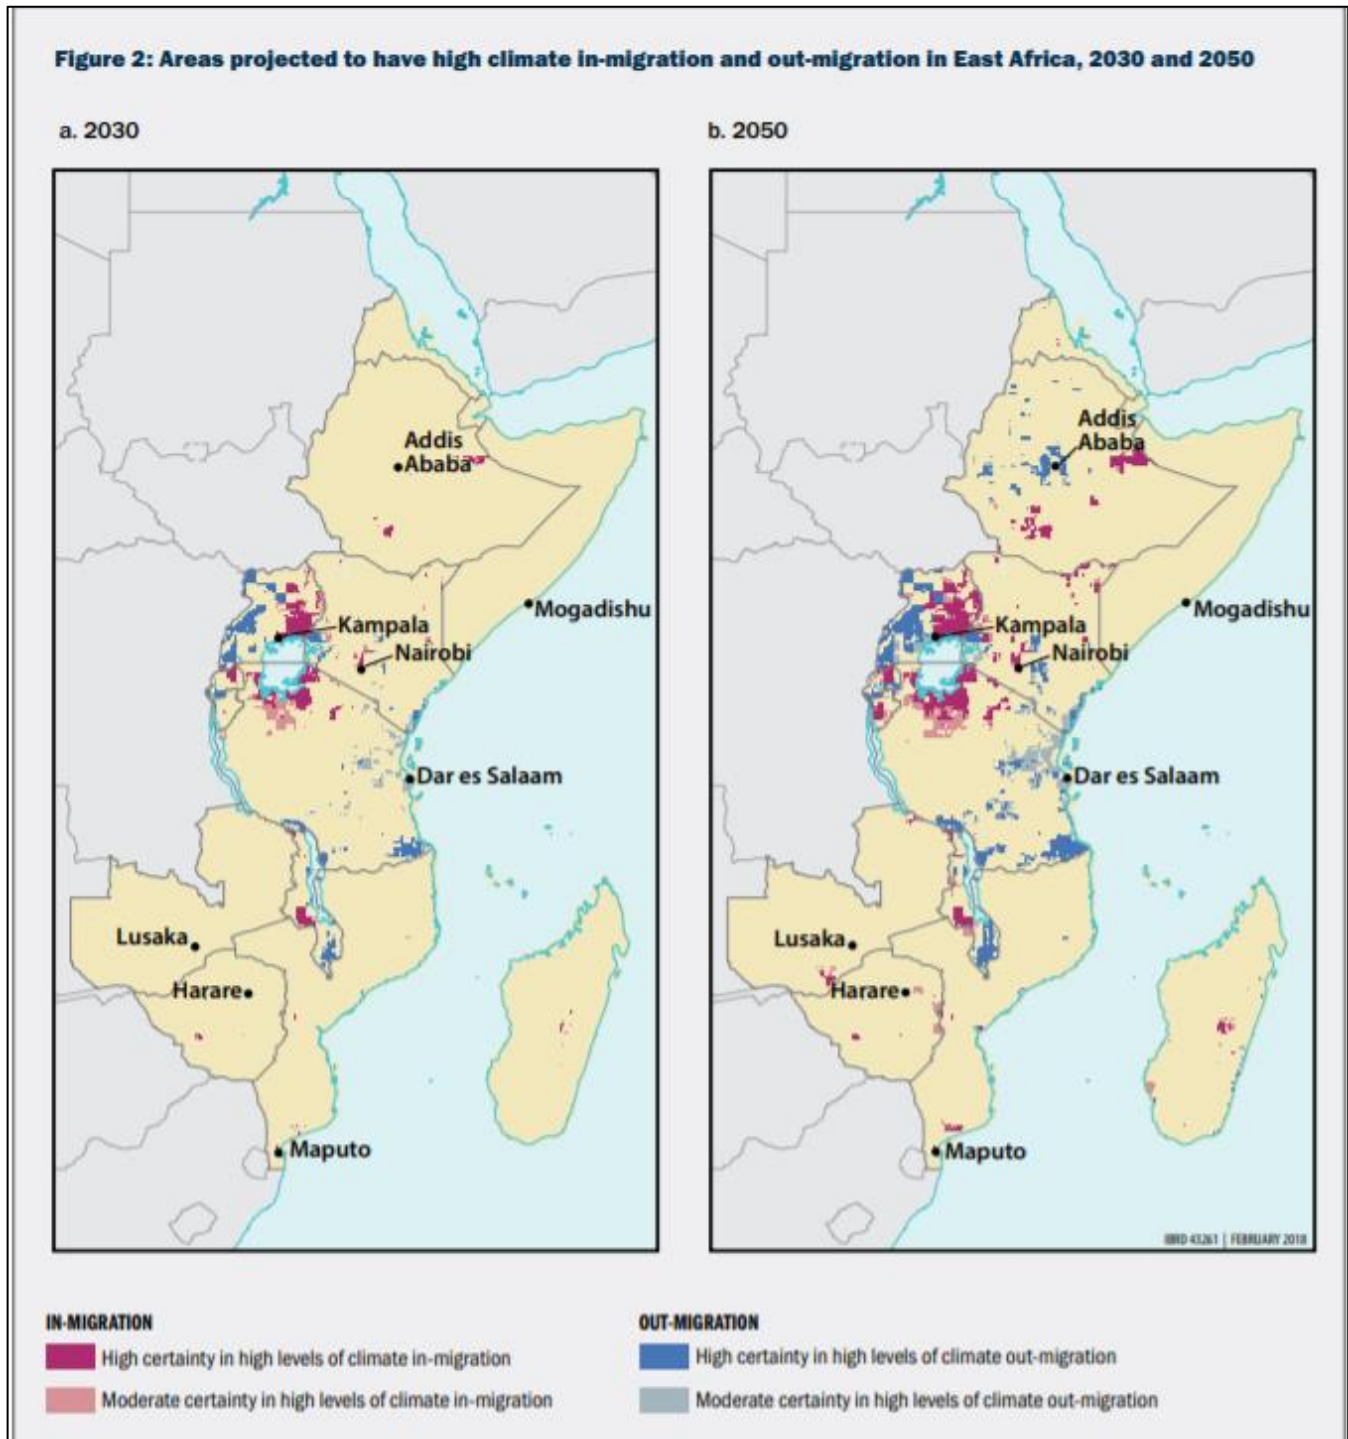 Figure 2: Areas projected to have high climate in-migration and out-migration in East Africa, 2030 and 2050
a. 2030
b. 2050
Addis
Ababa
Mogadishu
Kampala
Nairobi
Dar es Salaam
Lusaka
Harare
Maputo
Addis
Ababa
Mogadishu
Kampala
Nairobi
Dar es Salaam
Lusaka
Harare
Maputo
IBRD 43261 | FEBRUARY 2018
IN-MIGRATION
High certainty in high levels of climate in-migration
Moderate certainty in high levels of climate in-migration
OUT-MIGRATION
High certainty in high levels of climate out-migration
Moderate certainty in high levels of climate out-migration